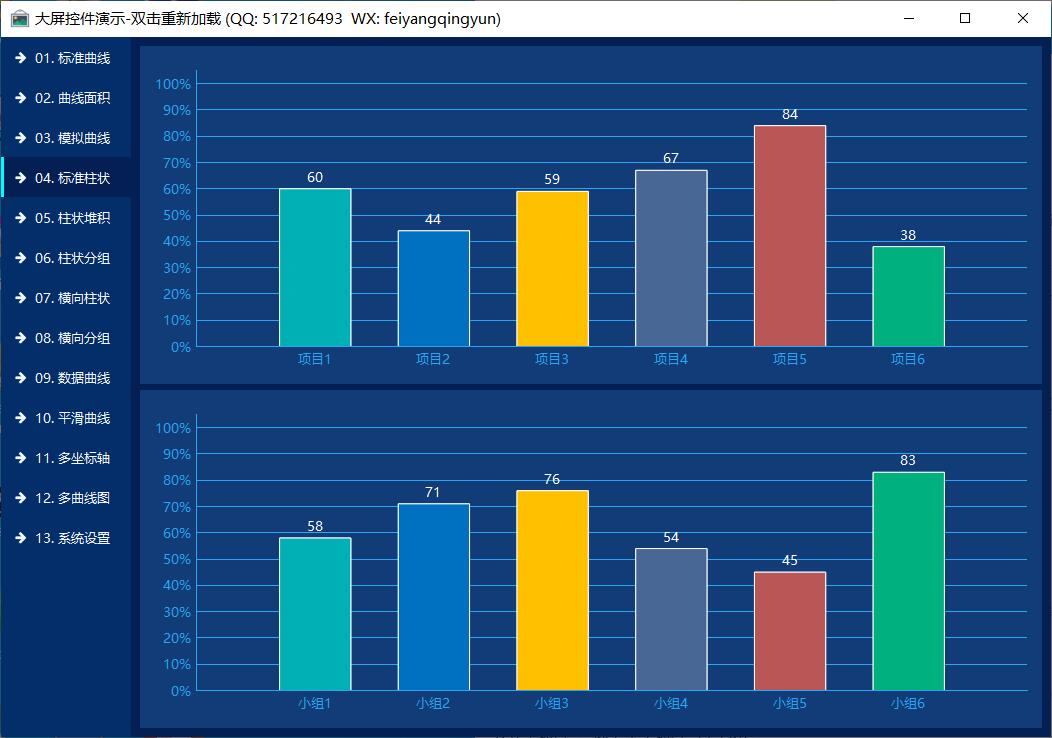 大屏控件演示-双击重新加载 (QQ: 517216493  WX: feiyangqingyun)
01. 标准曲线
02. 曲线面积
03. 模拟曲线
04. 标准柱状
05. 柱状堆积
06. 柱状分组
07. 横向柱状
08. 横向分组
09. 数据曲线
10. 平滑曲线
11. 多坐标轴
12. 多曲线图
13. 系统设置
100%
90%
80%
70%
60%
50%
40%
30%
20%
10%
0%
60 44 59 67 84 38
项目1 项目2 项目3 项目4 项目5 项目6
100%
90%
80%
70%
60%
50%
40%
30%
20%
10%
0%
58 71 76 54 45 83
小组1 小组2 小组3 小组4 小组5 小组6